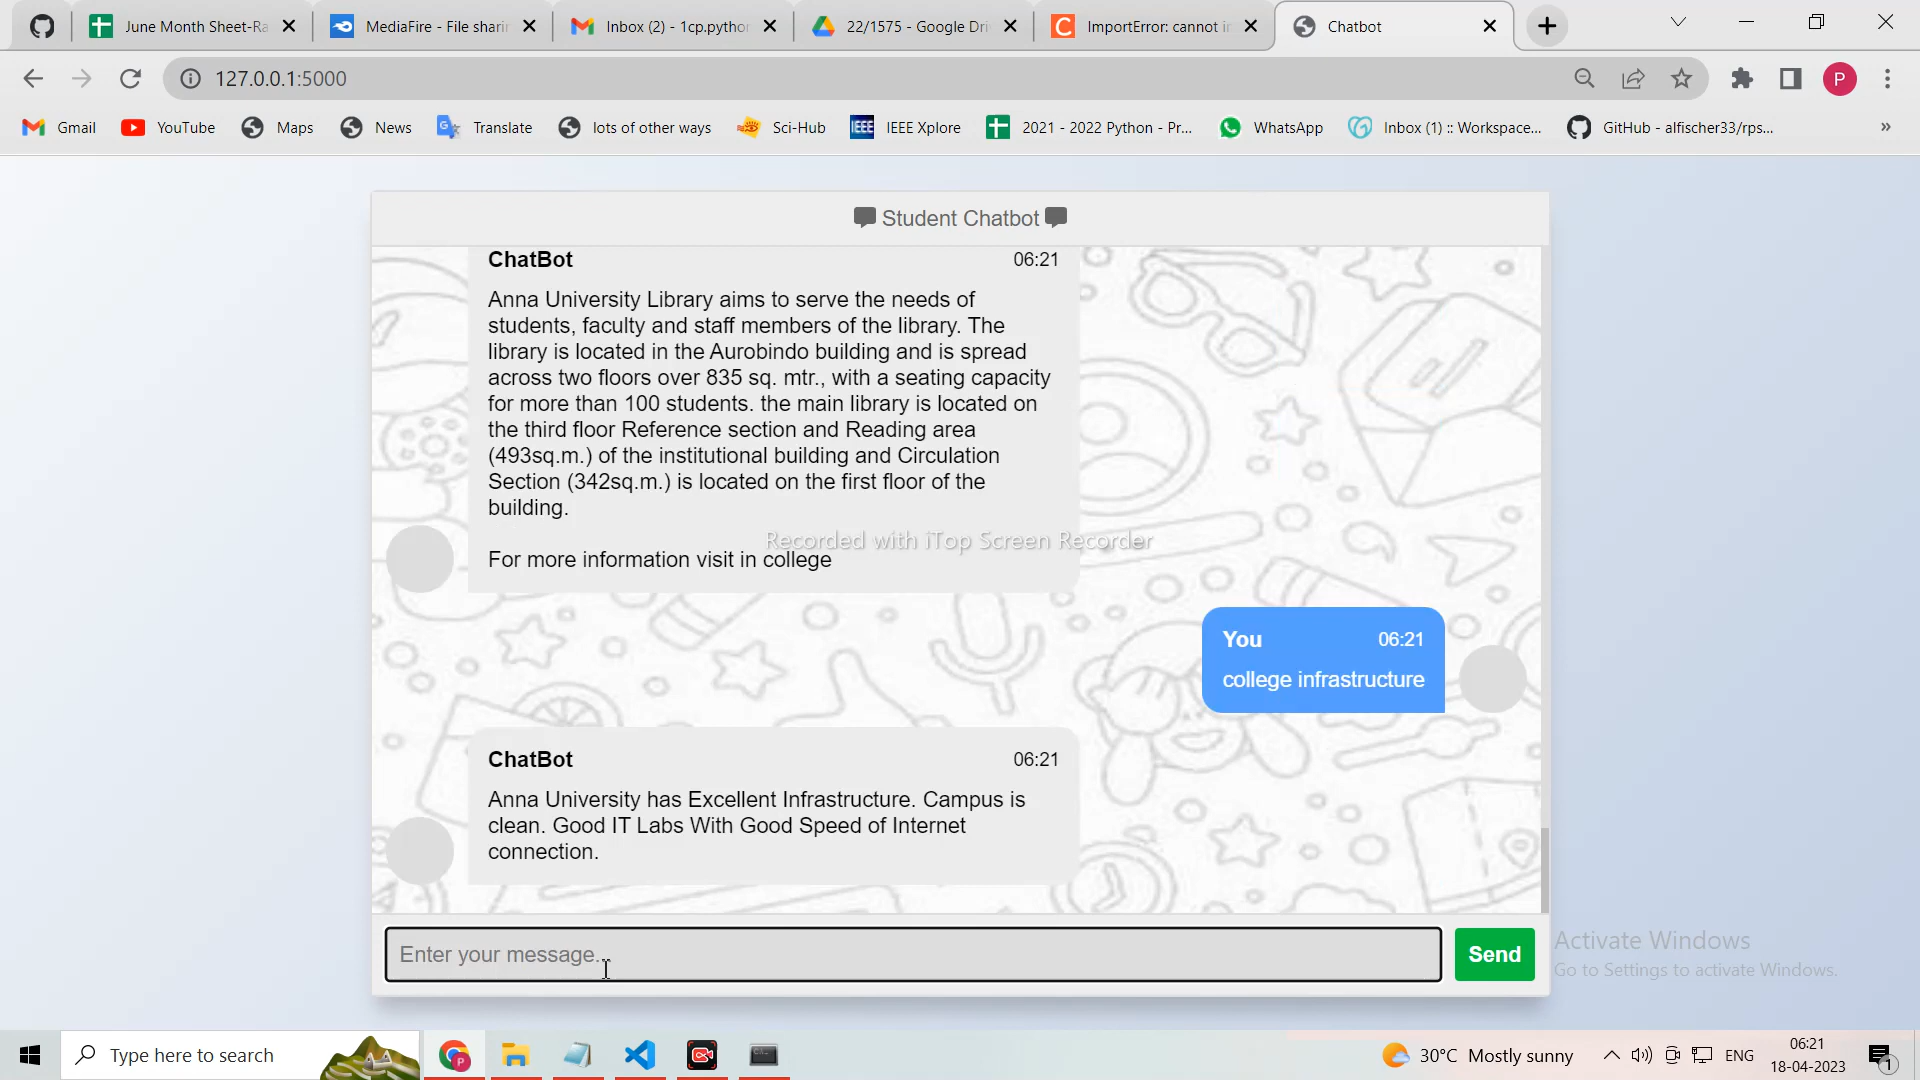 June Month Sheet-Ra
MediaFire - File sharin
Inbox (2) - 1cp.python
22/1575 - Google Dri
ImportError: cannot i
Chatbot
127.0.0.1:5000
P
Gmail
YouTube
Maps
News
Translate
lots of other ways
Sci-Hub
IEEE
IEEE Xplore
2021 - 2022 Python - Pr...
WhatsApp
Inbox (1) :: Workspace...
GitHub - alfischer33/rps...
»
Student Chatbot
ChatBot 06:21
Anna University Library aims to serve the needs of
students, faculty and staff members of the library. The
library is located in the Aurobindo building and is spread
across two floors over 835 sq. mtr., with a seating capacity
for more than 100 students. the main library is located on
the third floor Reference section and Reading area
(493sq.m.) of the institutional building and Circulation
Section (342sq.m.) is located on the first floor of the
building.
Recorded with iTop Screen Recorder
For more information visit in college
You 06:21
college infrastructure
ChatBot 06:21
Anna University has Excellent Infrastructure. Campus is
clean. Good IT Labs With Good Speed of Internet
connection.
Enter your message..
Send
Activate Windows
Go to Settings to activate Windows.
Type here to search
30°C Mostly sunny
ENG
06:21
18-04-2023
1